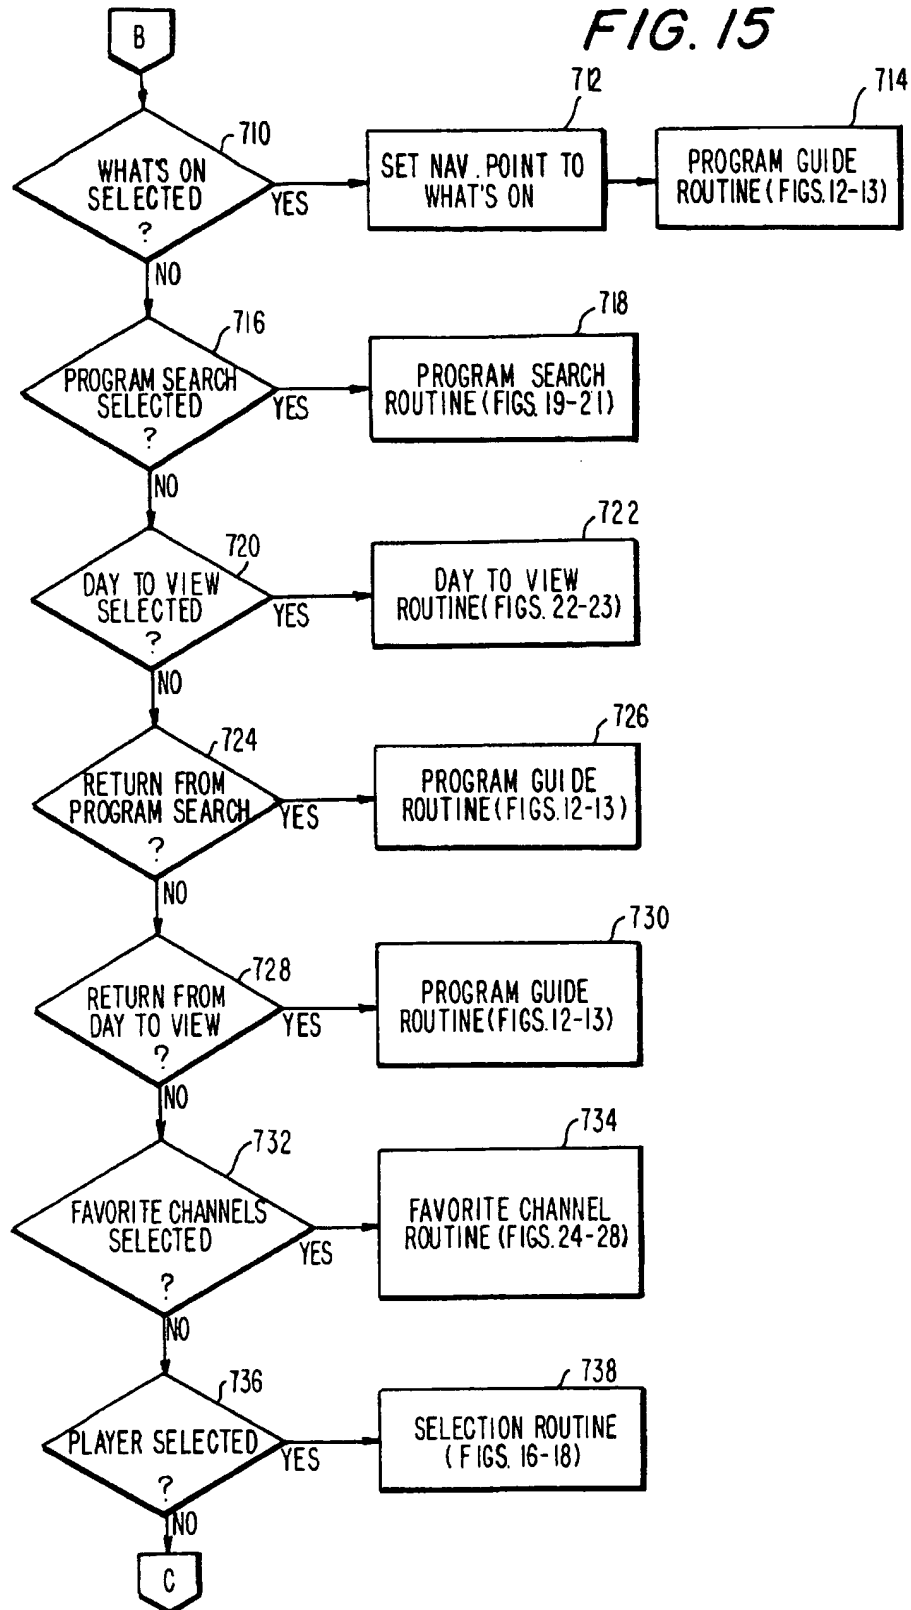 FIG. 15
B
710
WHAT'S ON
SELECTED
?
YES
712
SET NAV. POINT TO
WHAT'S ON
714
PROGRAM GUIDE
ROUTINE (FIGS. 12-13)
NO
716
PROGRAM SEARCH
SELECTED
?
YES
718
PROGRAM SEARCH
ROUTINE (FIGS. 19-21)
NO
720
DAY TO VIEW
SELECTED
?
YES
722
DAY TO VIEW
ROUTINE (FIGS. 22-23)
NO
724
RETURN FROM
PROGRAM SEARCH
?
YES
726
PROGRAM GUIDE
ROUTINE (FIGS. 12-13)
NO
728
RETURN FROM
DAY TO VIEW
?
YES
730
PROGRAM GUIDE
ROUTINE (FIGS. 12-13)
NO
732
FAVORITE CHANNELS
SELECTED
?
YES
734
FAVORITE CHANNEL
ROUTINE (FIGS. 24-28)
NO
736
PLAYER SELECTED
?
YES
738
SELECTION ROUTINE
(FIGS. 16-18)
NO
C